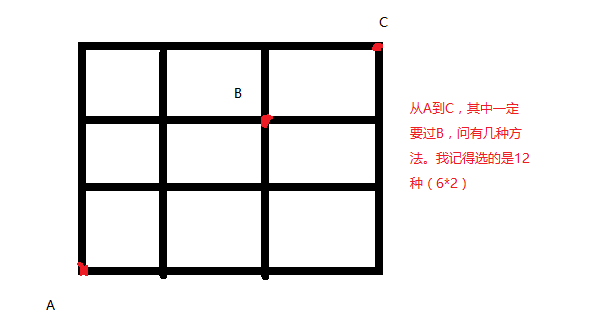 C
B
从A到C，其中一定
要过B，问有几种方
法。我记得选的是12
种（6*2）
A